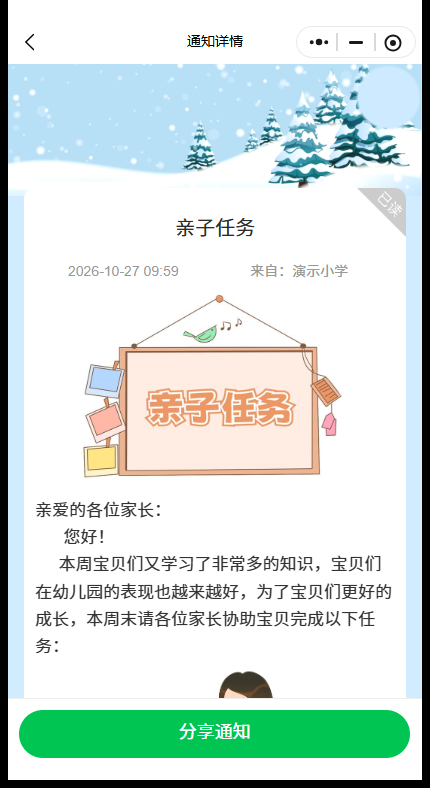 通知详情
已读
亲子任务
2026-10-27 09:59 来自：演示小学
亲子任务
亲爱的各位家长：
您好！
本周宝贝们又学习了非常多的知识，宝贝们
在幼儿园的表现也越来越好，为了宝贝们更好的
成长，本周末请各位家长协助宝贝完成以下任
务：
分享通知